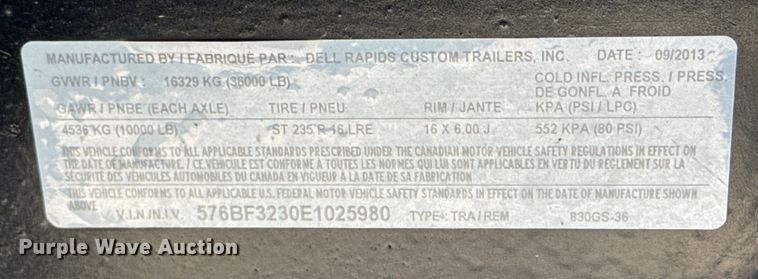 MANUFACTURED BY / FABRIQUÉ PAR: DELL RAPIDS CUSTOM TRAILERS, INC. DATE: 09/2013
GVWR / PNBV: 16329 KG (36000 LB) COLD INFL. PRESS. / PRESS. DE GONFL. À FROID
GAWR / PNBE (EACH AXLE) TIRE / PNEU RIM / JANTE KPA (PSI / LPC)
4536 KG (10000 LB) ST 235 R 16 LRE 16 X 6.00 J 552 KPA (80 PSI)
THIS VEHICLE CONFORMS TO ALL APPLICABLE STANDARDS PRESCRIBED UNDER THE CANADIAN MOTOR VEHICLE SAFETY REGULATIONS IN EFFECT ON
THE DATE OF MANUFACTURE. / CE VEHICULE EST CONFORME A TOUTES LES NORMES QUI LUI SONT APPLICABLES EN VERTU DU RÈGLEMENT SUR LA
SÉCURITÉ DES VÉHICULES AUTOMOBILES DU CANADA EN VIGUEUR À LA DATE DE SA FABRICATION
THIS VEHICLE CONFORMS TO ALL APPLICABLE U.S. FEDERAL MOTOR VEHICLE SAFETY STANDARDS IN EFFECT ON THE DATE OF MANUFACTURE SHOWN
ABOVE
V.I.N./N.I.V. 576BF3230E1025980 TYPE: TRA / REM 830GS-36
Purple Wave Auction